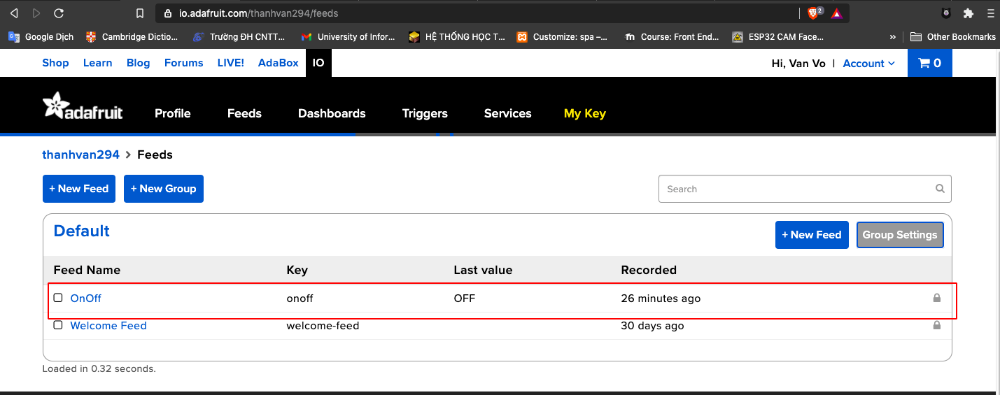 io.adafruit.com/thanhvan294/feeds
2
Google Dịch Cambridge Dictio... Trường ĐH CNTT... University of Infor... HỆ THỐNG HỌC T... Customize: spa –... Course: Front End... ESP32 CAM Face... » Other Bookmarks
Shop Learn Blog Forums LIVE! AdaBox IO Hi, Van Vo | Account 0
adafruit Profile Feeds Dashboards Triggers Services My Key
thanhvan294 > Feeds
+ New Feed + New Group Search
Default + New Feed Group Settings
Feed Name Key Last value Recorded
OnOff onoff OFF 26 minutes ago
Welcome Feed welcome-feed 30 days ago
Loaded in 0.32 seconds.